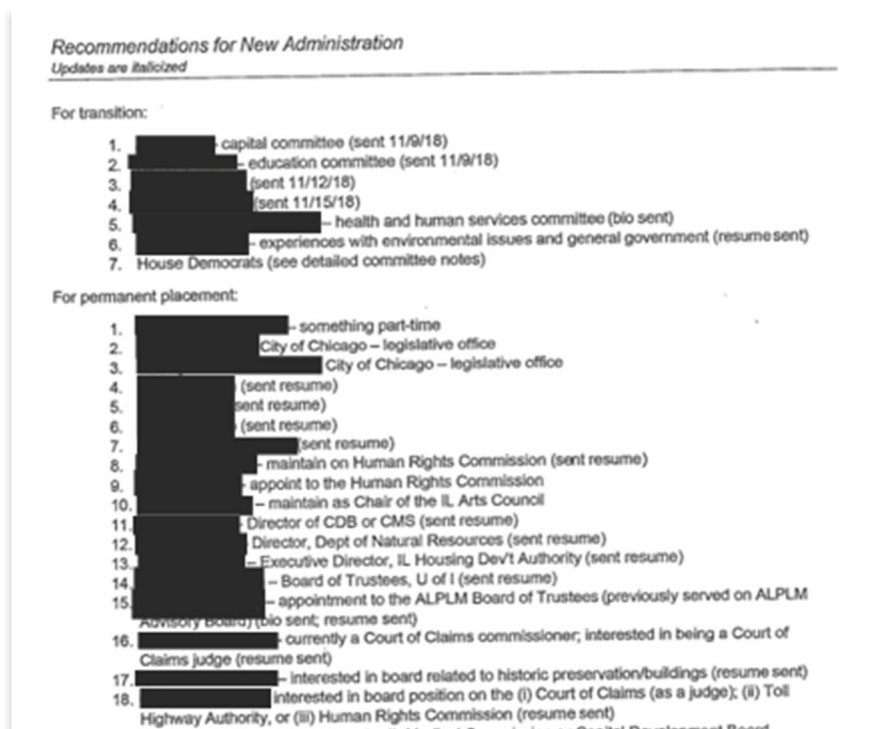 Recommendations for New Administration
Updates are italicized
For transition:
1. - capital committee (sent 11/9/18)
2. – education committee (sent 11/9/18)
3. (sent 11/12/18)
4. (sent 11/15/18)
5. – health and human services committee (bio sent)
6. - experiences with environmental issues and general government (resume sent)
7. House Democrats (see detailed committee notes)
For permanent placement:
1. – something part-time
2. City of Chicago – legislative office
3. City of Chicago – legislative office
4. (sent resume)
5. sent resume)
6. (sent resume)
7. (sent resume)
8. - maintain on Human Rights Commission (sent resume)
9. - appoint to the Human Rights Commission
10. – maintain as Chair of the IL Arts Council
11. Director of CDB or CMS (sent resume)
12. Director, Dept of Natural Resources (sent resume)
13. – Executive Director, IL Housing Dev't Authority (sent resume)
14. – Board of Trustees, U of I (sent resume)
15. – appointment to the ALPLM Board of Trustees (previously served on ALPLM
Advisory Board) (bio sent; resume sent)
16. - currently a Court of Claims commissioner; interested in being a Court of
Claims judge (resume sent)
17. – interested in board related to historic preservation/buildings (resume sent)
18. interested in board position on the (i) Court of Claims (as a judge); (ii) Toll
Highway Authority, or (iii) Human Rights Commission (resume sent)